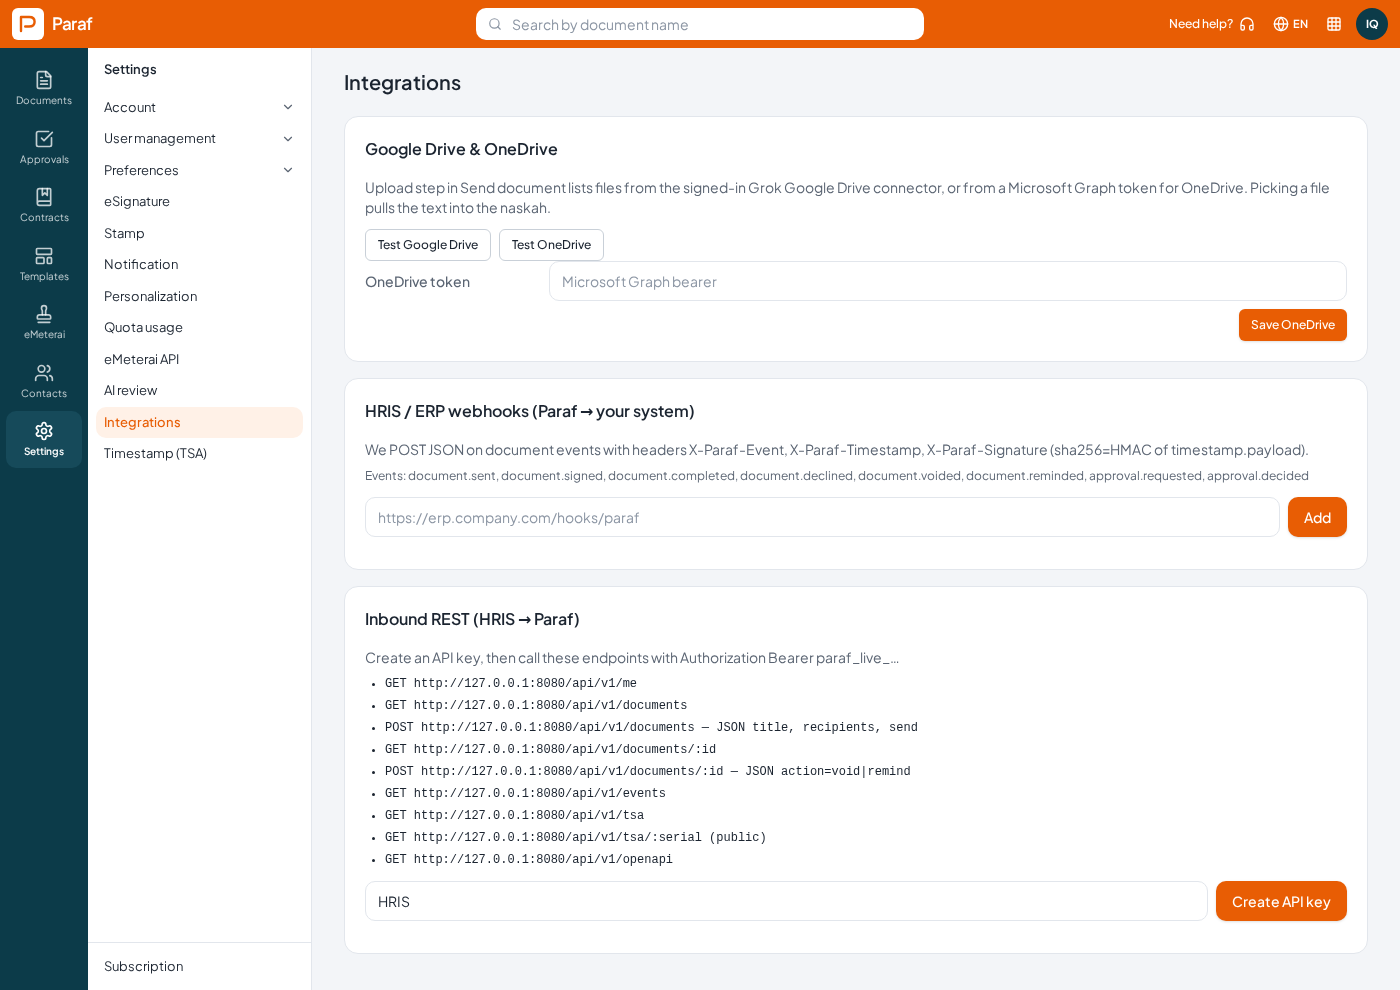 Paraf
Search by document name
Need help?
EN
IQ
Documents
Approvals
Contracts
Templates
eMeterai
Contacts
Settings
Settings
Account
User management
Preferences
eSignature
Stamp
Notification
Personalization
Quota usage
eMeterai API
AI review
Integrations
Timestamp (TSA)
Subscription
Integrations
Google Drive & OneDrive
Upload step in Send document lists files from the signed-in Grok Google Drive connector, or from a Microsoft Graph token for OneDrive. Picking a file
pulls the text into the naskah.
Test Google Drive
Test OneDrive
OneDrive token
Microsoft Graph bearer
Save OneDrive
HRIS / ERP webhooks (Paraf → your system)
We POST JSON on document events with headers X-Paraf-Event, X-Paraf-Timestamp, X-Paraf-Signature (sha256=HMAC of timestamp.payload).
Events: document.sent, document.signed, document.completed, document.declined, document.voided, document.reminded, approval.requested, approval.decided
https://erp.company.com/hooks/paraf
Add
Inbound REST (HRIS → Paraf)
Create an API key, then call these endpoints with Authorization Bearer paraf_live_…
• GET http://127.0.0.1:8080/api/v1/me
• GET http://127.0.0.1:8080/api/v1/documents
• POST http://127.0.0.1:8080/api/v1/documents — JSON title, recipients, send
• GET http://127.0.0.1:8080/api/v1/documents/:id
• POST http://127.0.0.1:8080/api/v1/documents/:id — JSON action=void|remind
• GET http://127.0.0.1:8080/api/v1/events
• GET http://127.0.0.1:8080/api/v1/tsa
• GET http://127.0.0.1:8080/api/v1/tsa/:serial (public)
• GET http://127.0.0.1:8080/api/v1/openapi
HRIS
Create API key